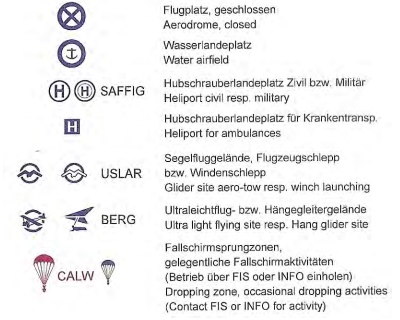 Flugplatz, geschlossen
Aerodrome, closed
Wasserlandeplatz
Water airfield
H H SAFFIG
Hubschrauberlandeplatz Zivil bzw. Militär
Heliport civil resp. military
H
Hubschrauberlandeplatz für Krankentransp.
Heliport for ambulances
Segelfluggelände, Flugzeugschlepp
USLAR
bzw. Windenschlepp
Glider site aero-tow resp. winch launching
Ultraleichtflug- bzw. Hängegleitergelände
BERG
Ultra light flying site resp. Hang glider site
Fallschirmsprungzonen,
gelegentliche Fallschirmaktivitäten
CALW
(Betrieb über FIS oder INFO einholen)
Dropping zone, occasional dropping activities
(Contact FIS or INFO for activity)